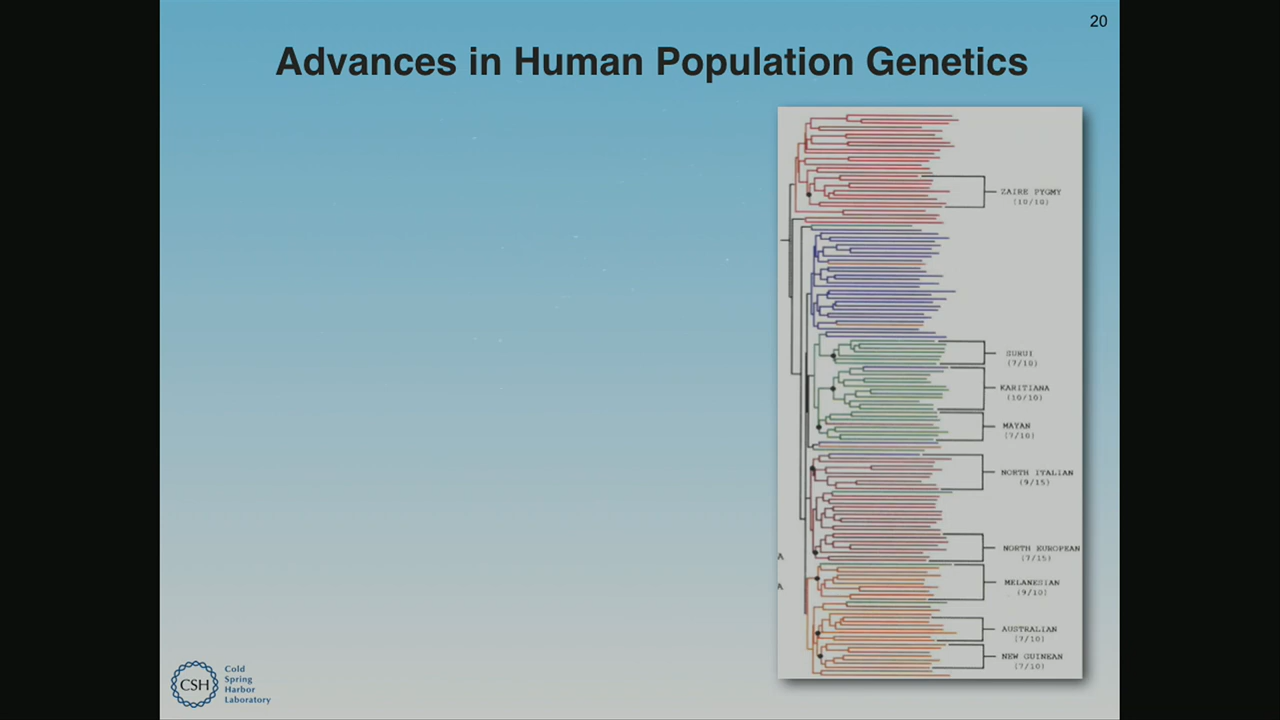 20
Advances in Human Population Genetics
ZAIRE PYGMY
(10/10)
SURUI
(7/10)
KARITIANA
(10/10)
MAYAN
(7/10)
NORTH ITALIAN
(9/15)
NORTH EUROPEAN
(7/15)
A
MELANESIAN
(9/10)
A
AUSTRALIAN
(7/10)
NEW GUINEAN
(7/10)
CSH
Cold
Spring
Harbor
Laboratory